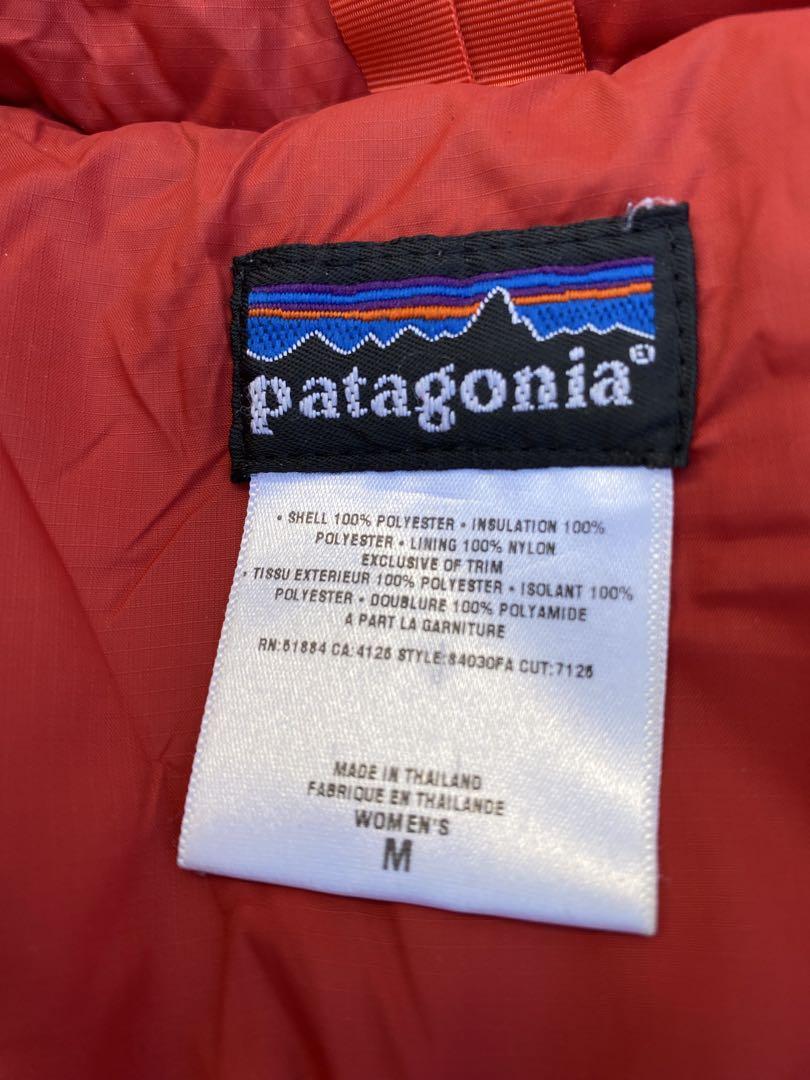 patagonia®
• SHELL 100% POLYESTER • INSULATION 100%
POLYESTER • LINING 100% NYLON
EXCLUSIVE OF TRIM
• TISSU EXTERIEUR 100% POLYESTER • ISOLANT 100%
POLYESTER • DOUBLURE 100% POLYAMIDE
A PART LA GARNITURE
RN:51884 CA:4125 STYLE:84030FA CUT:7125
MADE IN THAILAND
FABRIQUE EN THAILANDE
WOMEN'S
M